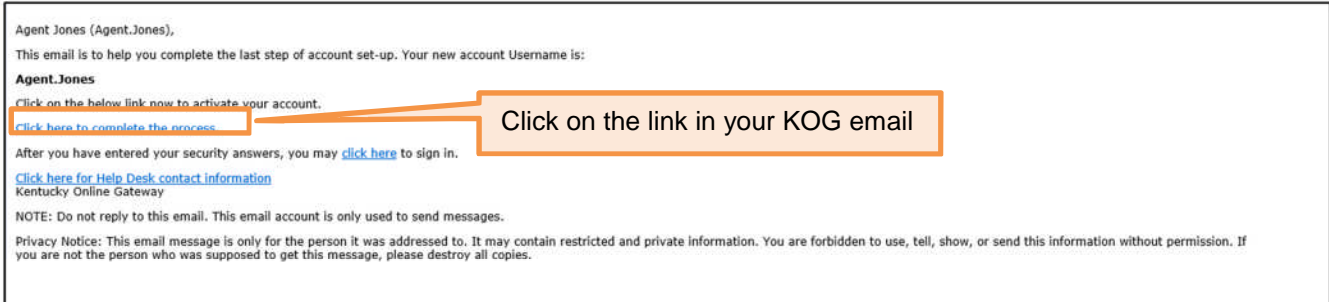 Agent Jones (Agent.Jones),
This email is to help you complete the last step of account set-up. Your new account Username is:
Agent.Jones
Click on the below link now to activate your account.
Click here to complete the process.
Click on the link in your KOG email
After you have entered your security answers, you may click here to sign in.
Click here for Help Desk contact information
Kentucky Online Gateway
NOTE: Do not reply to this email. This email account is only used to send messages.
Privacy Notice: This email message is only for the person it was addressed to. It may contain restricted and private information. You are forbidden to use, tell, show, or send this information without permission. If
you are not the person who was supposed to get this message, please destroy all copies.